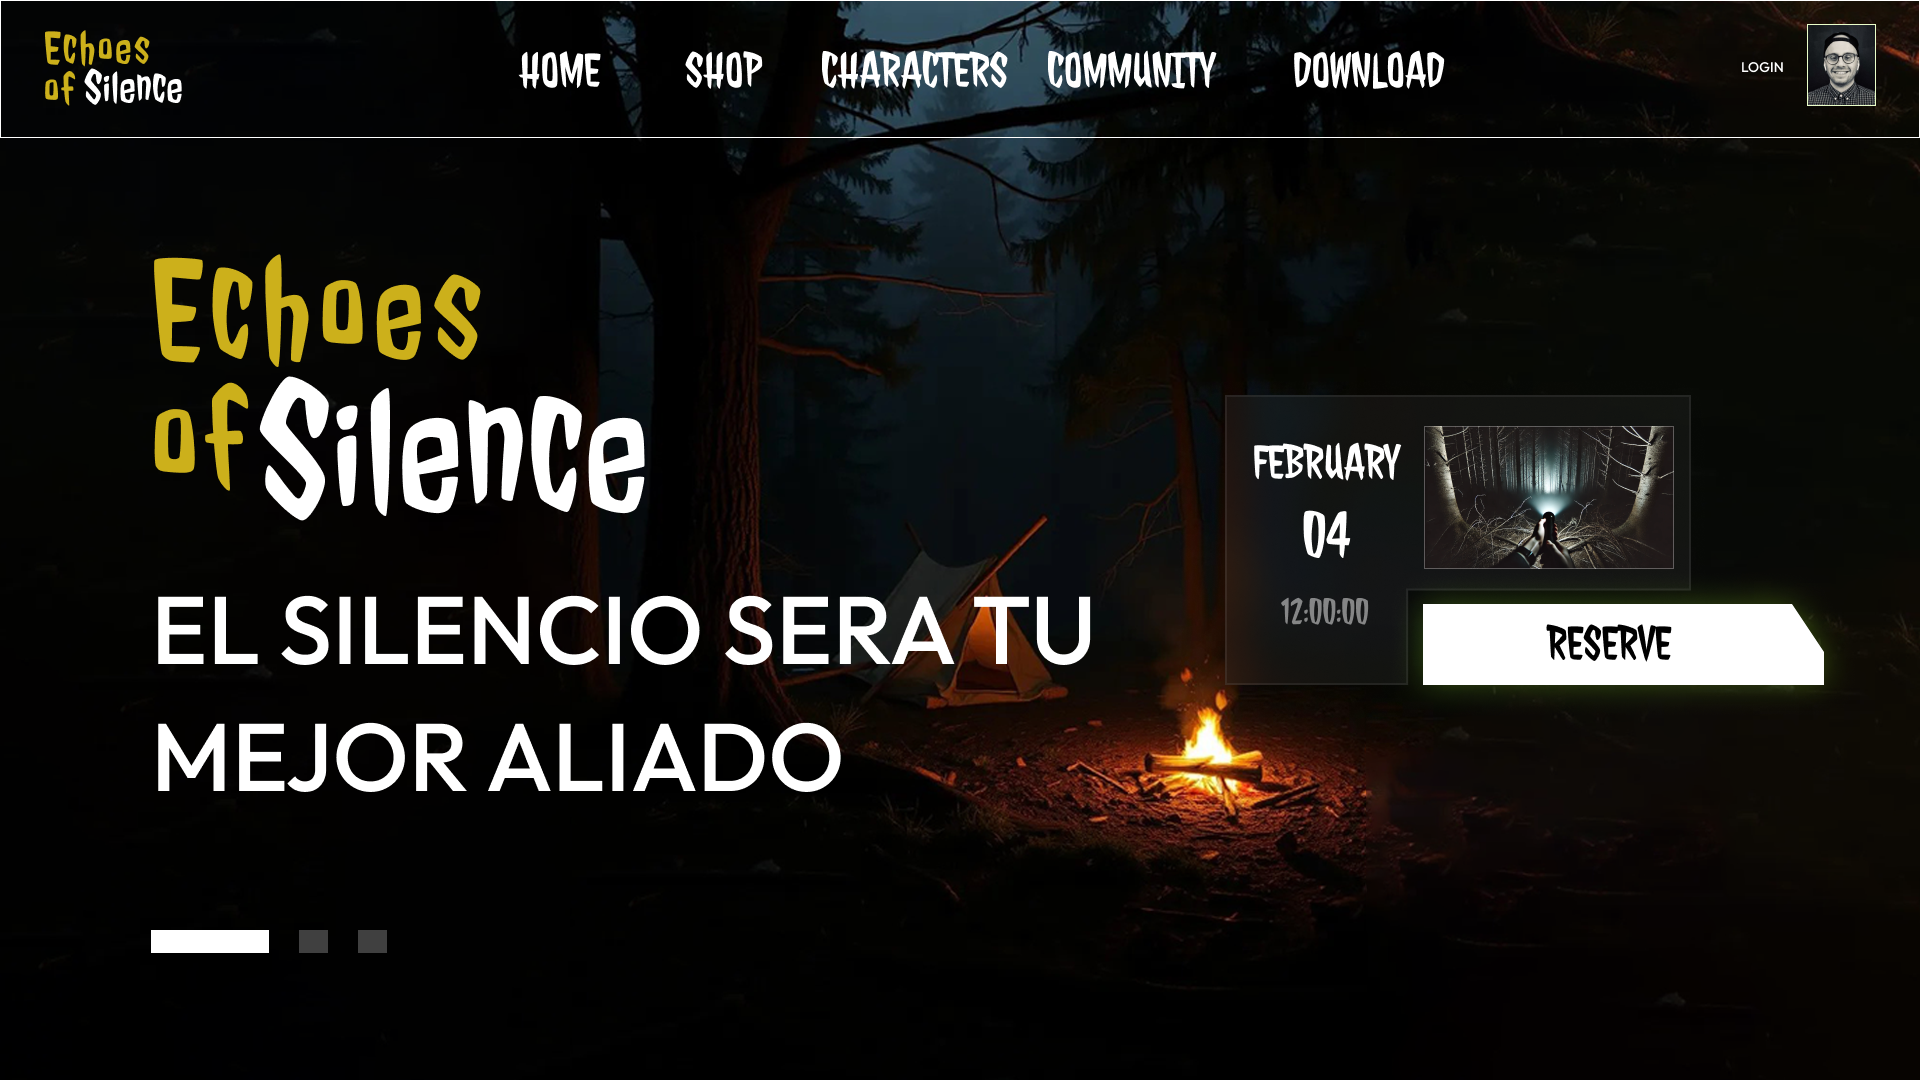 Echoes
of Silence
HOME SHOP CHARACTERS COMMUNITY DOWNLOAD
LOGIN
Echoes
of Silence
EL SILENCIO SERA TU
MEJOR ALIADO
FEBRUARY
04
12:00:00
RESERVE